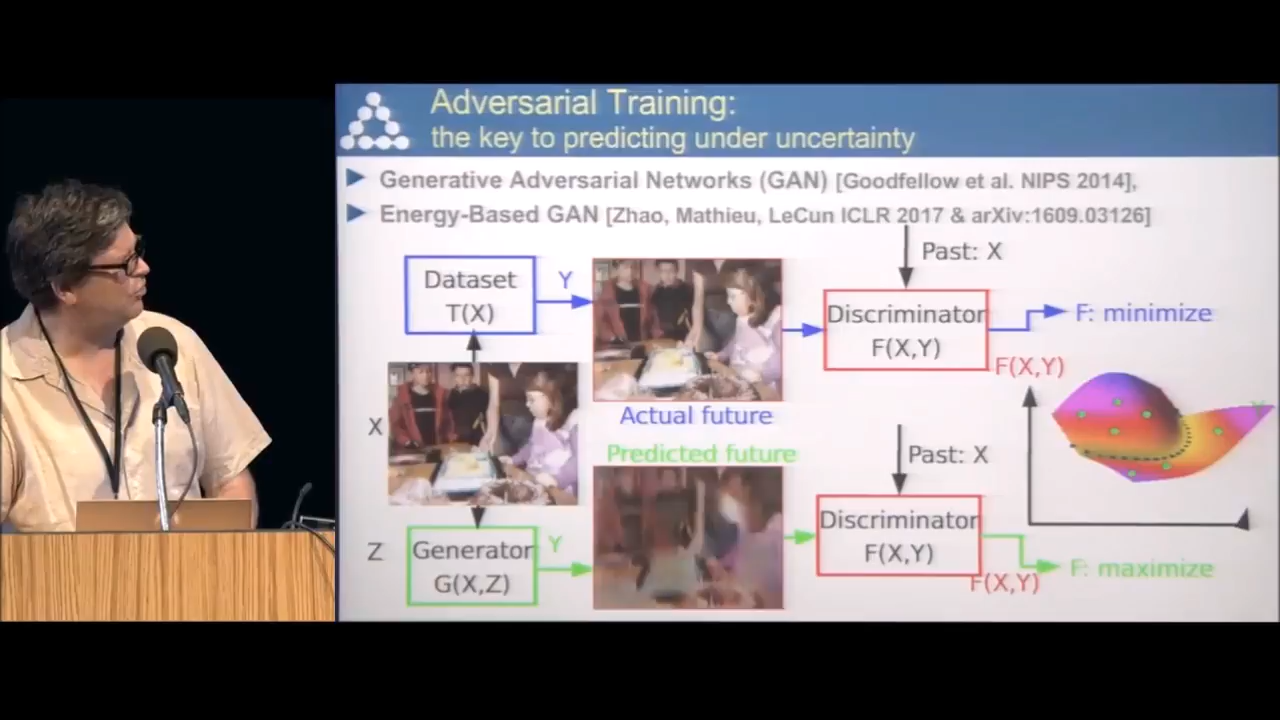 Adversarial Training:
the key to predicting under uncertainty
Generative Adversarial Networks (GAN) [Goodfellow et al. NIPS 2014],
Energy-Based GAN [Zhao, Mathieu, LeCun ICLR 2017 & arXiv:1609.03126]
Past: X
Dataset
T(X)
Y
Discriminator
F(X,Y)
F: minimize
F(X,Y)
X
Actual future
Predicted future
Past: X
Z
Generator
G(X,Z)
Y
Discriminator
F(X,Y)
F(X,Y)
F: maximize
Y